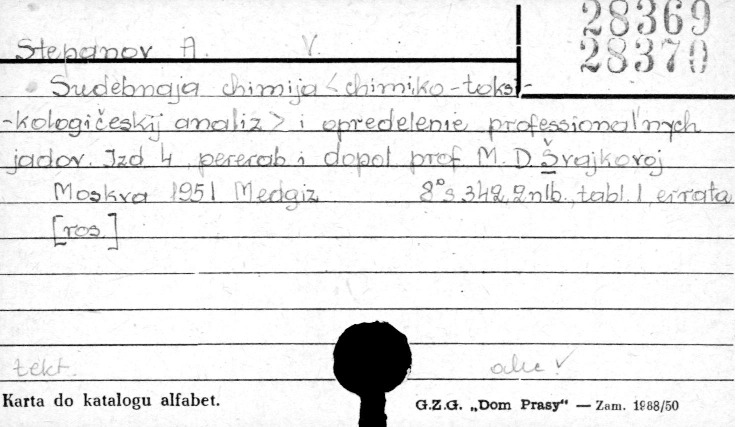 28369
28370
Stepanov A. V.
Sudebnaja chimija <chimiko-toksi-
-kologičeskij analiz> i opredelenie professional'nych
jadov. Izd 4 pererab i dopol prof M. D. Švajkovoj
Moskva 1951 Medgiz 8° s. 342, 2 nlb., tabl. 1, errata
[ros.]
tekt.
Karta do katalogu alfabet.
G.Z.G. „Dom Prasy“ — Zam. 1968/50